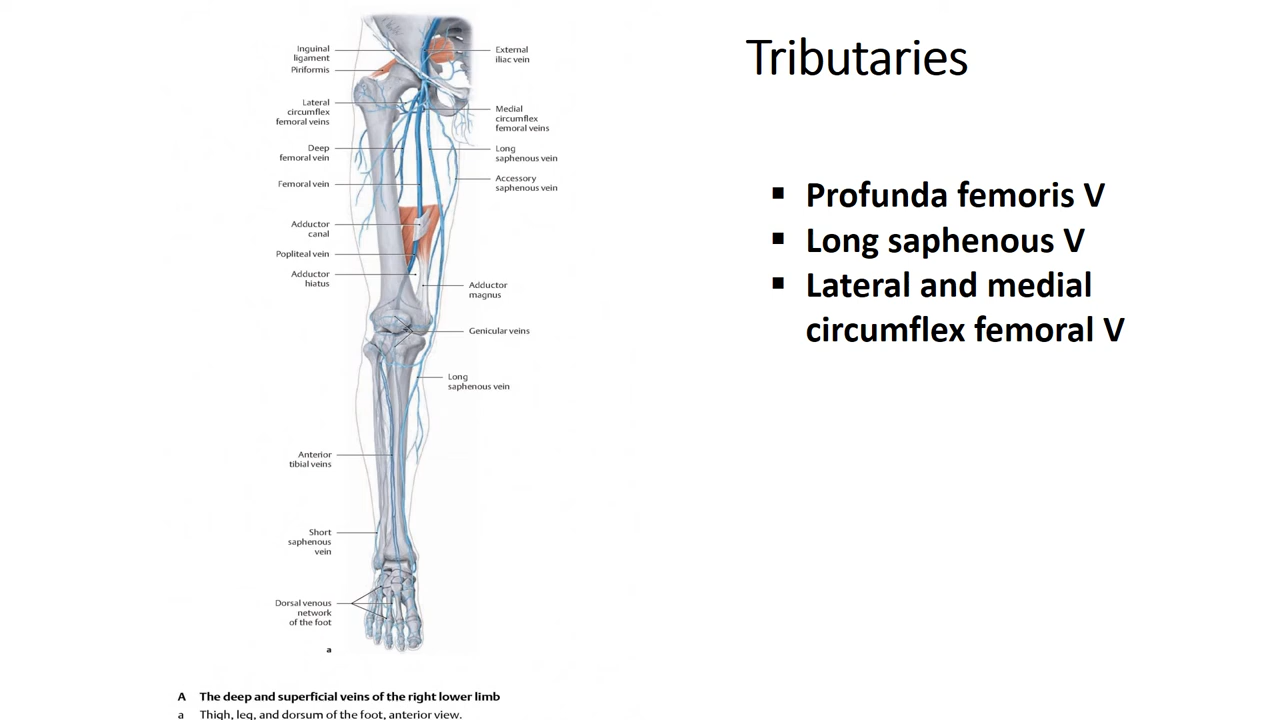 Tributaries
▪ Profunda femoris V
▪ Long saphenous V
▪ Lateral and medial
circumflex femoral V
Inguinal
ligament
Piriformis
Lateral
circumflex
femoral veins
Deep
femoral vein
Femoral vein
Adductor
canal
Popliteal vein
Adductor
hiatus
Anterior
tibial veins
Short
saphenous
vein
Dorsal venous
network
of the foot
External
iliac vein
Medial
circumflex
femoral veins
Long
saphenous vein
Accessory
saphenous vein
Adductor
magnus
Genicular veins
Long
saphenous vein
a
A The deep and superficial veins of the right lower limb
a Thigh, leg, and dorsum of the foot, anterior view.